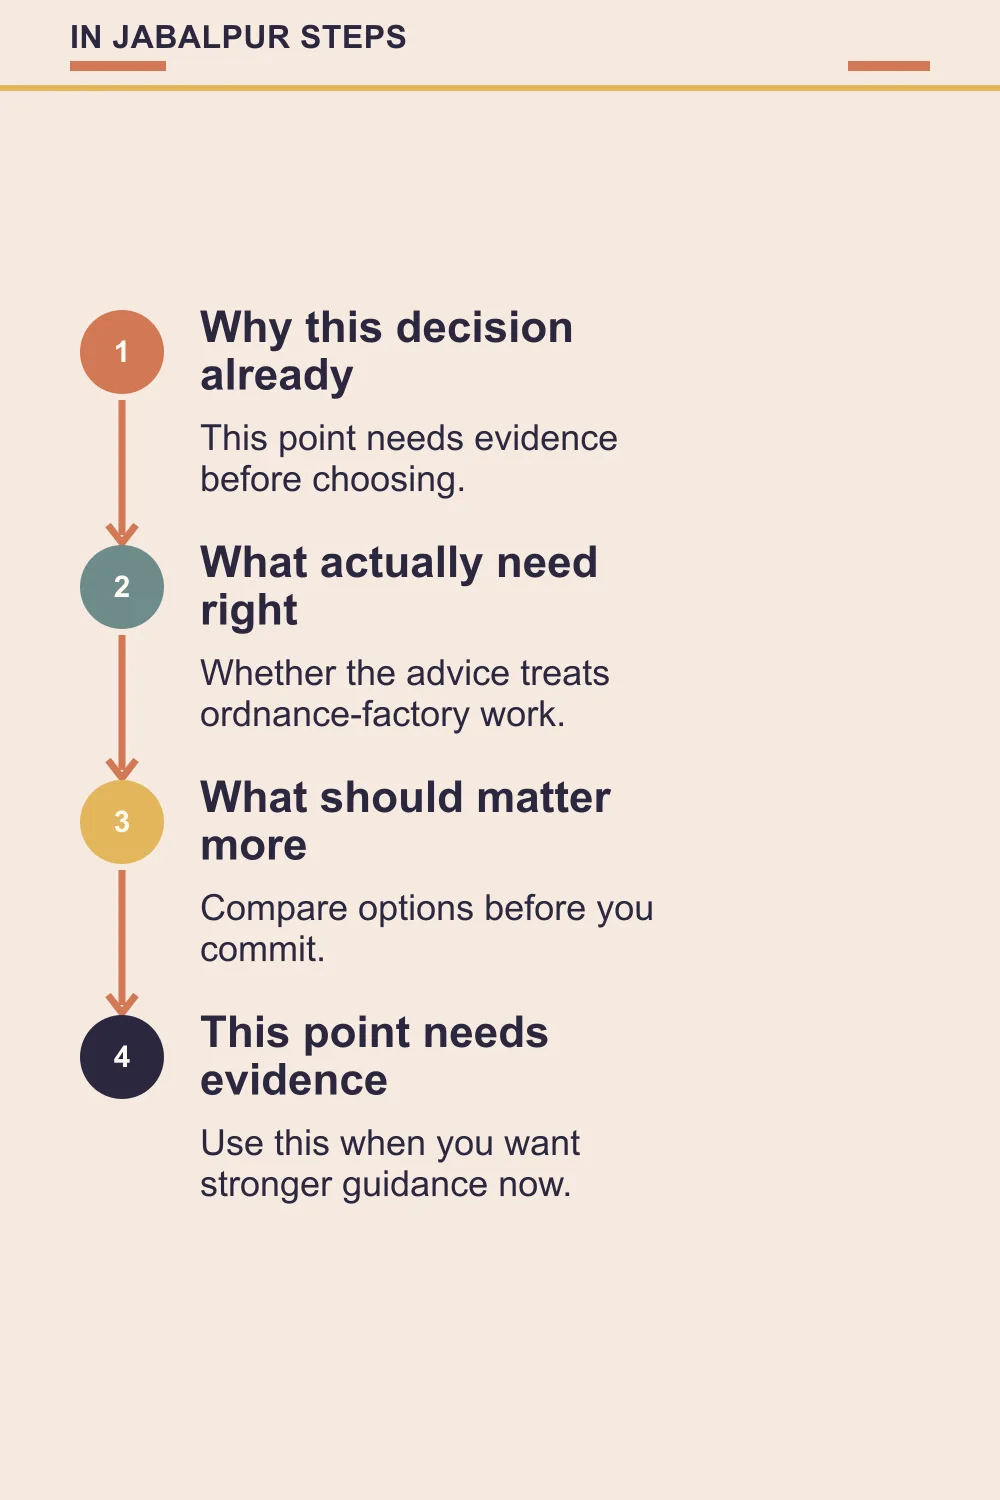 IN JABALPUR STEPS
1
Why this decision
already
This point needs evidence
before choosing.
2
What actually need
right
Whether the advice treats
ordnance-factory work.
3
What should matter
more
Compare options before you
commit.
4
This point needs
evidence
Use this when you want
stronger guidance now.